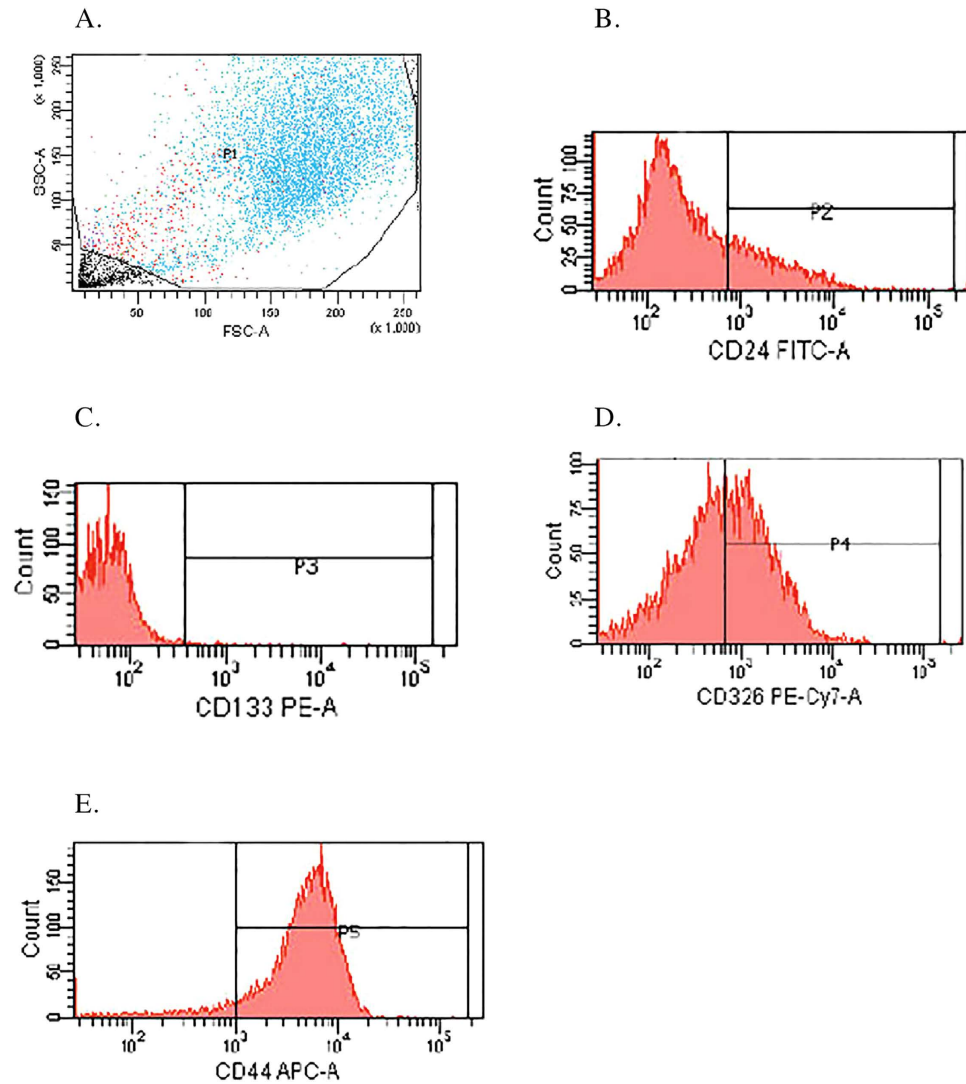 A.
250
200
150
100
50
(x 1,000)
SSC-A
P1
50 100 150 200 250
(x 1,000)
FSC-A
B.
Count
100
75
50
25
0
P2
10² 10³ 10⁴ 10⁵
CD24 FITC-A
C.
Count
150
100
50
0
P3
10² 10³ 10⁴ 10⁵
CD133 PE-A
D.
Count
100
75
50
25
0
P4
10² 10³ 10⁴ 10⁵
CD326 PE-Cy7-A
E.
Count
150
100
50
0
P5
10² 10³ 10⁴ 10⁵
CD44 APC-A